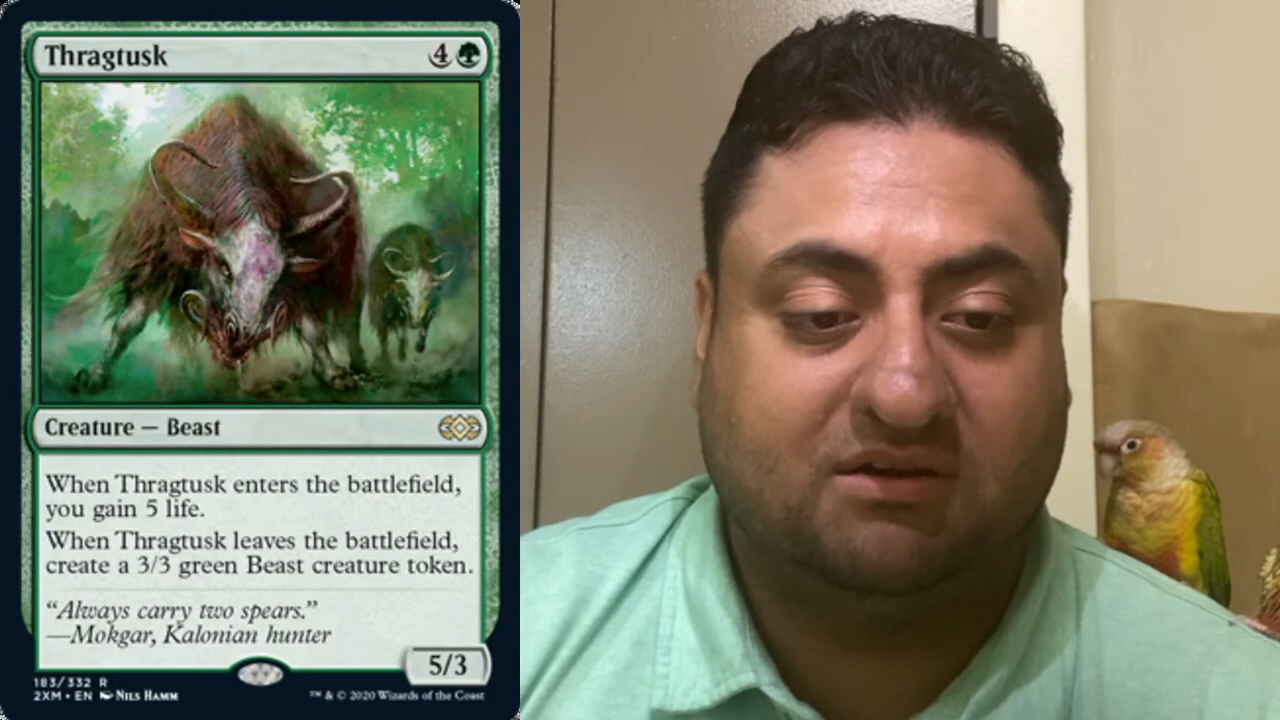 Thragtusk 4
Creature — Beast
When Thragtusk enters the battlefield,
you gain 5 life.
When Thragtusk leaves the battlefield,
create a 3/3 green Beast creature token.
“Always carry two spears.”
—Mokgar, Kalonian hunter
5/3
183/332 R
2XM • EN NILS HAMM ™ & © 2020 Wizards of the Coast